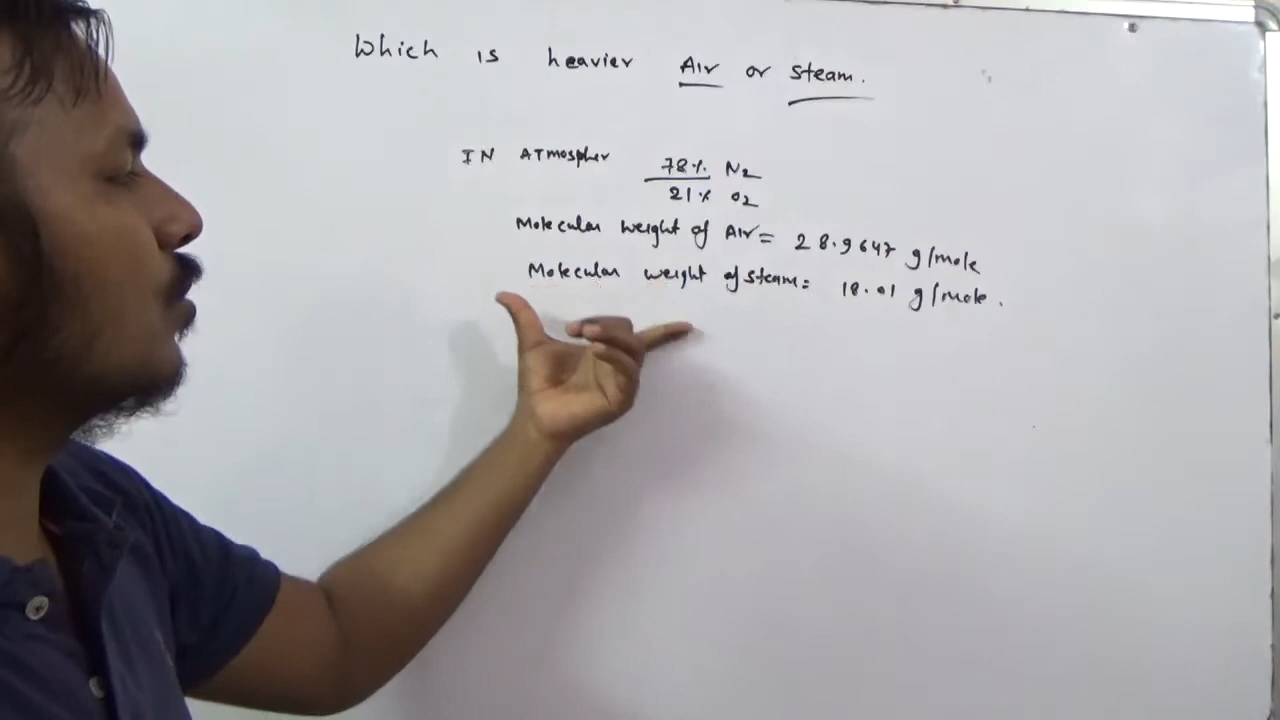 Which is heavier Air or steam.
IN ATmospher 78% N2
21% O2
Molecular weight of Air = 28.9647 g/mole
Molecular weight of steam = 18.01 g/mole.